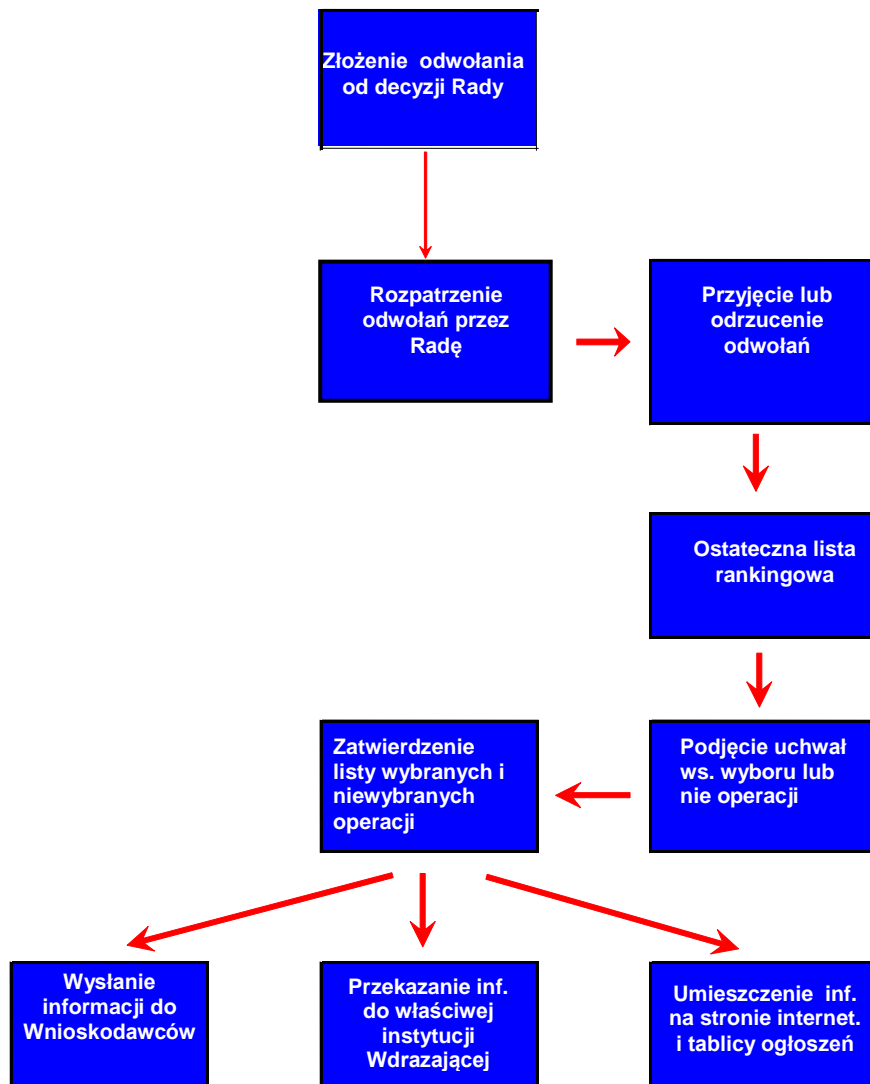 Złożenie odwołania
od decyzji Rady
Rozpatrzenie
odwołań przez
Radę
Przyjęcie lub
odrzucenie
odwołań
Ostateczna lista
rankingowa
Podjęcie uchwał
ws. wyboru lub
nie operacji
Zatwierdzenie
listy wybranych i
niewybranych
operacji
Wysłanie
informacji do
Wnioskodawców
Przekazanie inf.
do właściwej
instytucji
Wdrazającej
Umieszczenie inf.
na stronie internet.
i tablicy ogłoszeń